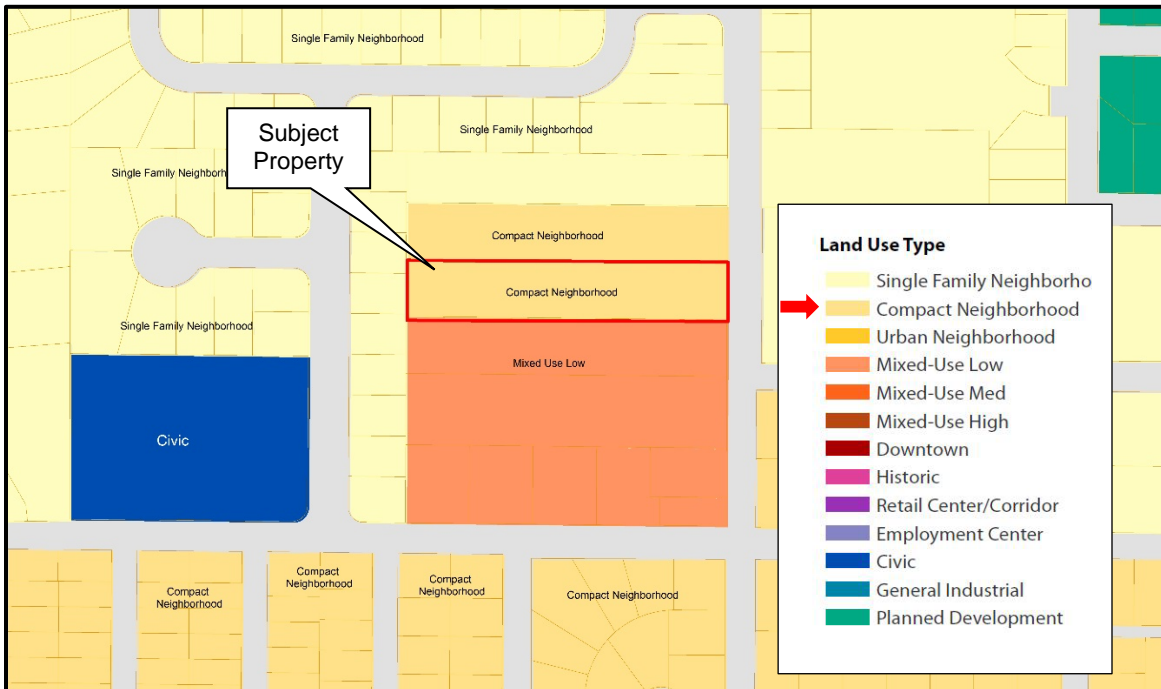 Single Family Neighborhood
Subject
Property
Single Family Neighborhood
Single Family Neighborh
Compact Neighborhood
Compact Neighborhood
Single Family Neighborhood
Mixed Use Low
Civic
Compact
Neighborhood
Compact
Neighborhood
Compact
Neighborhood
Compact Neighborhood
Land Use Type
Single Family Neighborho
Compact Neighborhood
Urban Neighborhood
Mixed-Use Low
Mixed-Use Med
Mixed-Use High
Downtown
Historic
Retail Center/Corridor
Employment Center
Civic
General Industrial
Planned Development